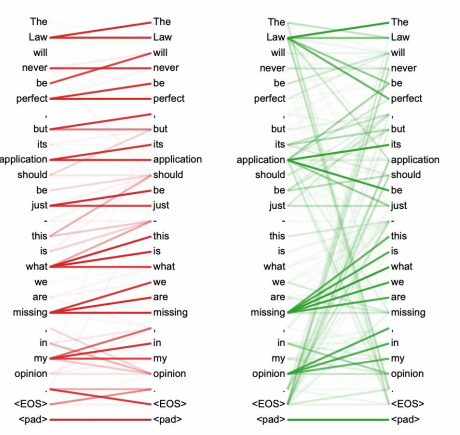 The The The The
Law Law Law Law
will will will will
never never never never
be be be be
perfect perfect perfect perfect
, , , ,
but but but but
its its its its
application application application application
should should should should
be be be be
just just just just
- - - -
this this this this
is is is is
what what what what
we we we we
are are are are
missing missing missing missing
, , , ,
in in in in
my my my my
opinion opinion opinion opinion
. . . .
<EOS> <EOS> <EOS> <EOS>
<pad> <pad> <pad> <pad>